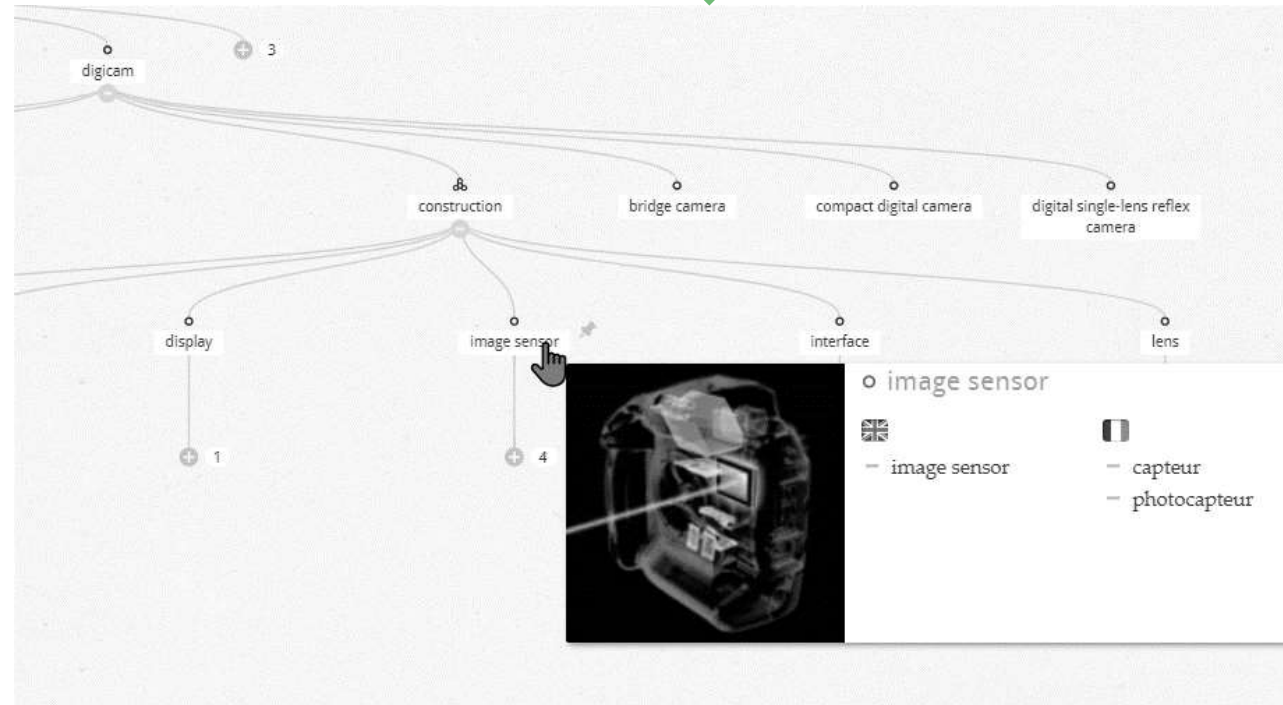 3
digicam
construction
bridge camera
compact digital camera
digital single-lens reflex
camera
display
image sensor
interface
lens
1
4
image sensor
image sensor
capteur
photocapteur